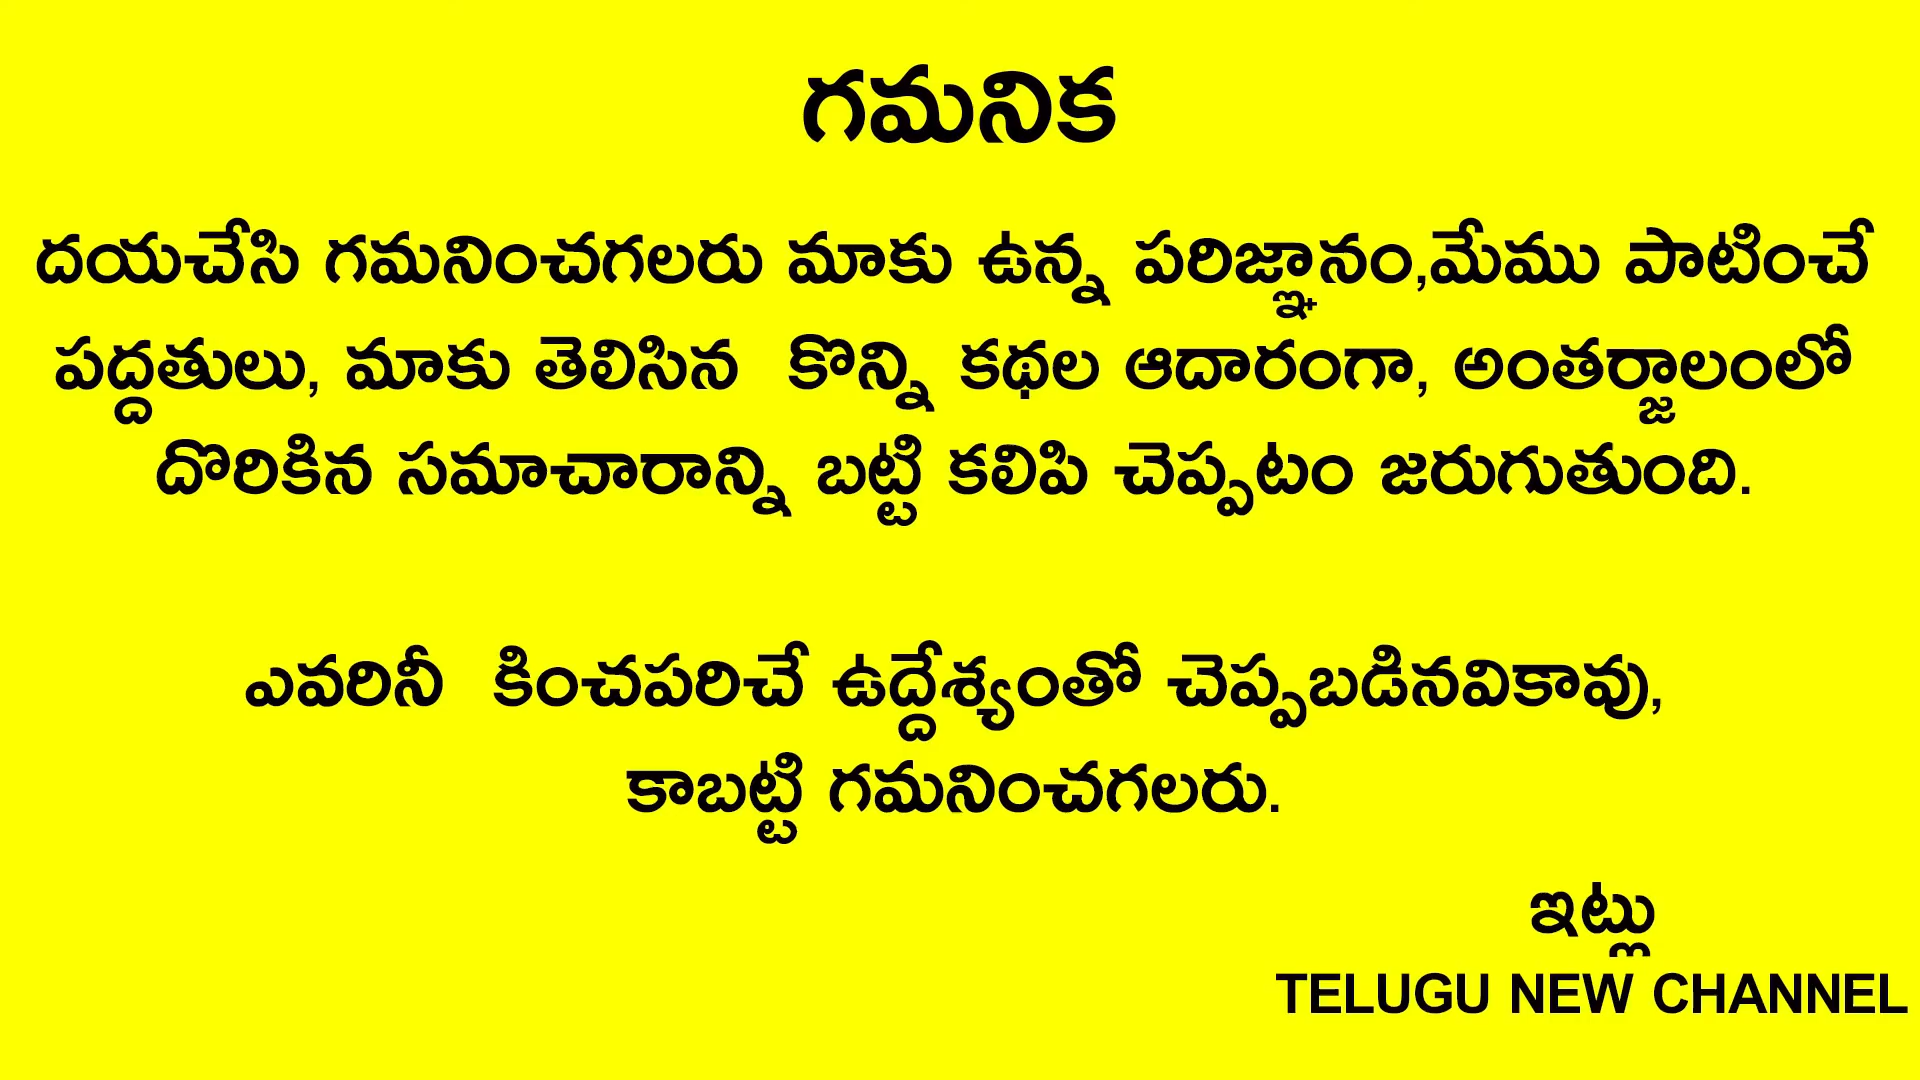 గమనిక
దయచేసి గమనించగలరు మాకు ఉన్న పరిజ్ఞానం,మేము పాటించే
పద్దతులు, మాకు తెలిసిన కొన్ని కథల ఆదారంగా, అంతర్జాలంలో
దొరికిన సమాచారాన్ని బట్టి కలిపి చెప్పటం జరుగుతుంది.
ఎవరినీ కించపరిచే ఉద్దేశ్యంతో చెప్పబడినవికావు,
కాబట్టి గమనించగలరు.
ఇట్లు
TELUGU NEW CHANNEL